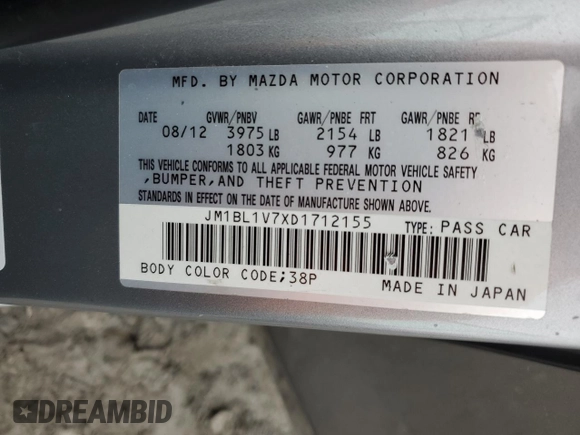 MFD. BY MAZDA MOTOR CORPORATION
DATE GVWR/PNBV GAWR/PNBE FRT GAWR/PNBE RR
08/12 3975 LB 2154 LB 1821 LB
1803 KG 977 KG 826 KG
THIS VEHICLE CONFORMS TO ALL APPLICABLE FEDERAL MOTOR VEHICLE SAFETY
,BUMPER,AND THEFT PREVENTION
STANDARDS IN EFFECT ON THE DATE OF MANUFACTURE SHOWN ABOVE.
JM1BL1V7XD1712155 TYPE: PASS CAR
BODY COLOR CODE;38P MADE IN JAPAN
DREAMBID